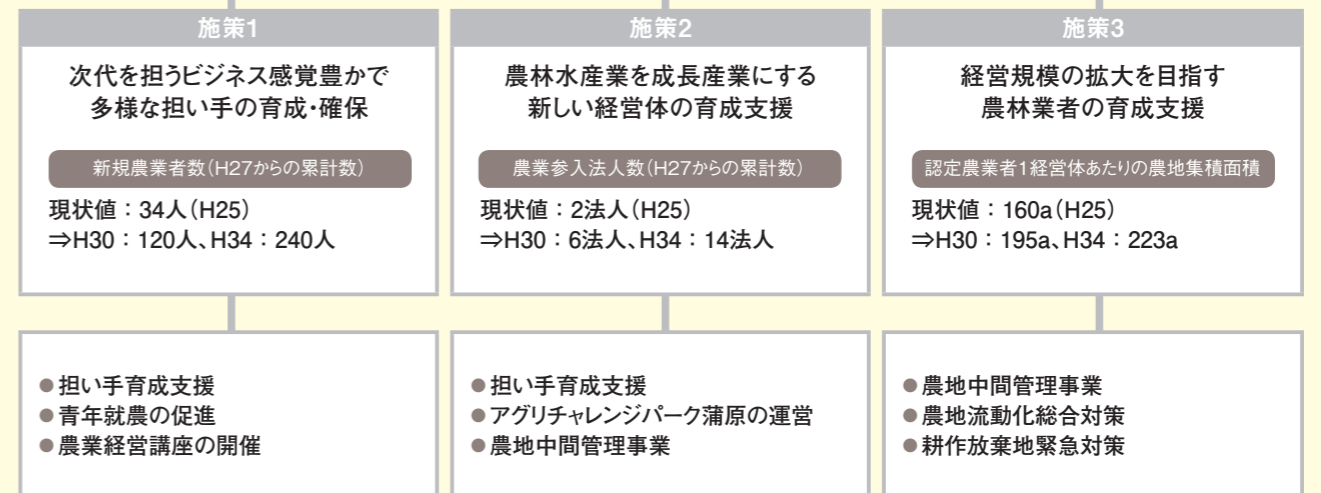 施策1
次代を担うビジネス感覚豊かで
多様な担い手の育成・確保
新規農業者数（H27からの累計数）
現状値：34人（H25）
⇒H30：120人、H34：240人
●担い手育成支援
●青年就農の促進
●農業経営講座の開催
施策2
農林水産業を成長産業にする
新しい経営体の育成支援
農業参入法人数（H27からの累計数）
現状値：2法人（H25）
⇒H30：6法人、H34：14法人
●担い手育成支援
●アグリチャレンジパーク蒲原の運営
●農地中間管理事業
施策3
経営規模の拡大を目指す
農林業者の育成支援
認定農業者1経営体あたりの農地集積面積
現状値：160a（H25）
⇒H30：195a、H34：223a
●農地中間管理事業
●農地流動化総合対策
●耕作放棄地緊急対策